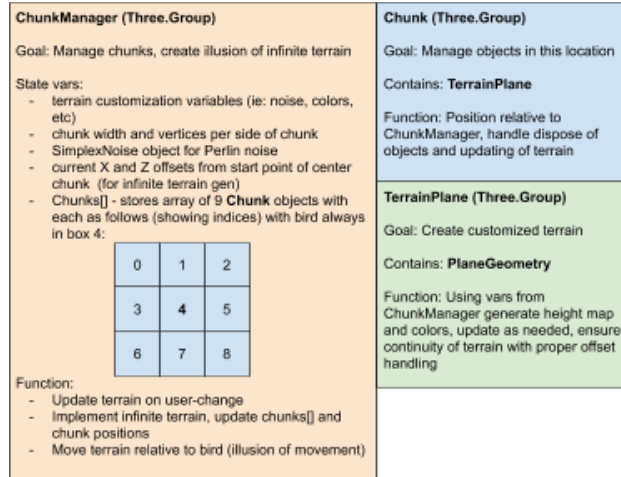 ChunkManager (Three.Group)
Goal: Manage chunks, create illusion of infinite terrain
State vars:
- terrain customization variables (ie: noise, colors,
etc)
- chunk width and vertices per side of chunk
- SimplexNoise object for Perlin noise
- current X and Z offsets from start point of center
chunk (for infinite terrain gen)
- Chunks[] - stores array of 9 Chunk objects with
each as follows (showing indices) with bird always
in box 4:
0 1 2
3 4 5
6 7 8
Function:
- Update terrain on user-change
- Implement infinite terrain, update chunks[] and
chunk positions
- Move terrain relative to bird (illusion of movement)
Chunk (Three.Group)
Goal: Manage objects in this location
Contains: TerrainPlane
Function: Position relative to
ChunkManager, handle dispose of
objects and updating of terrain
TerrainPlane (Three.Group)
Goal: Create customized terrain
Contains: PlaneGeometry
Function: Using vars from
ChunkManager generate height map
and colors, update as needed, ensure
continuity of terrain with proper offset
handling